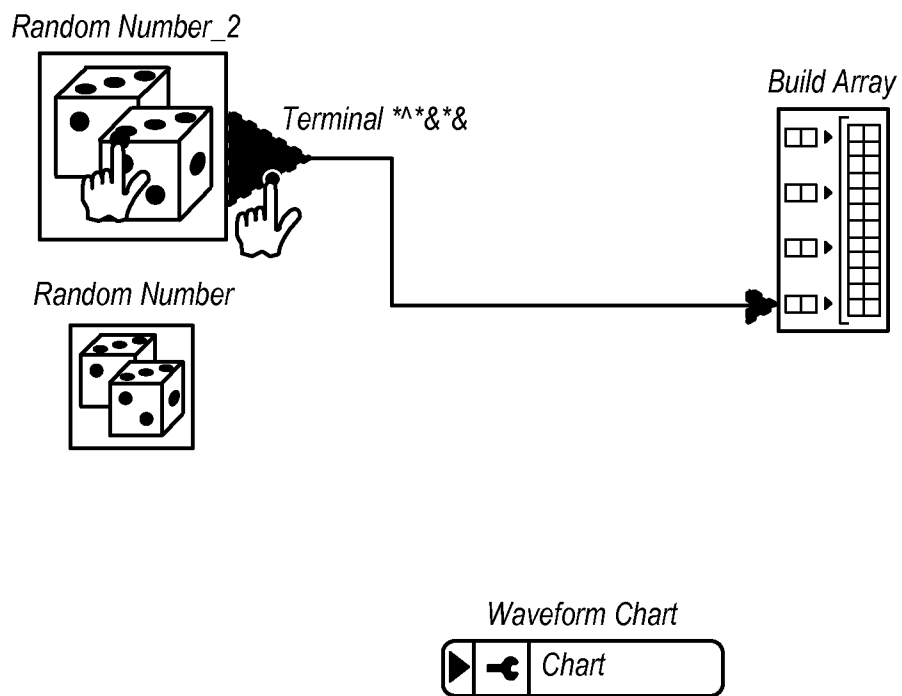 Random Number_2
Terminal *^*&*&
Build Array
Random Number
Waveform Chart
Chart